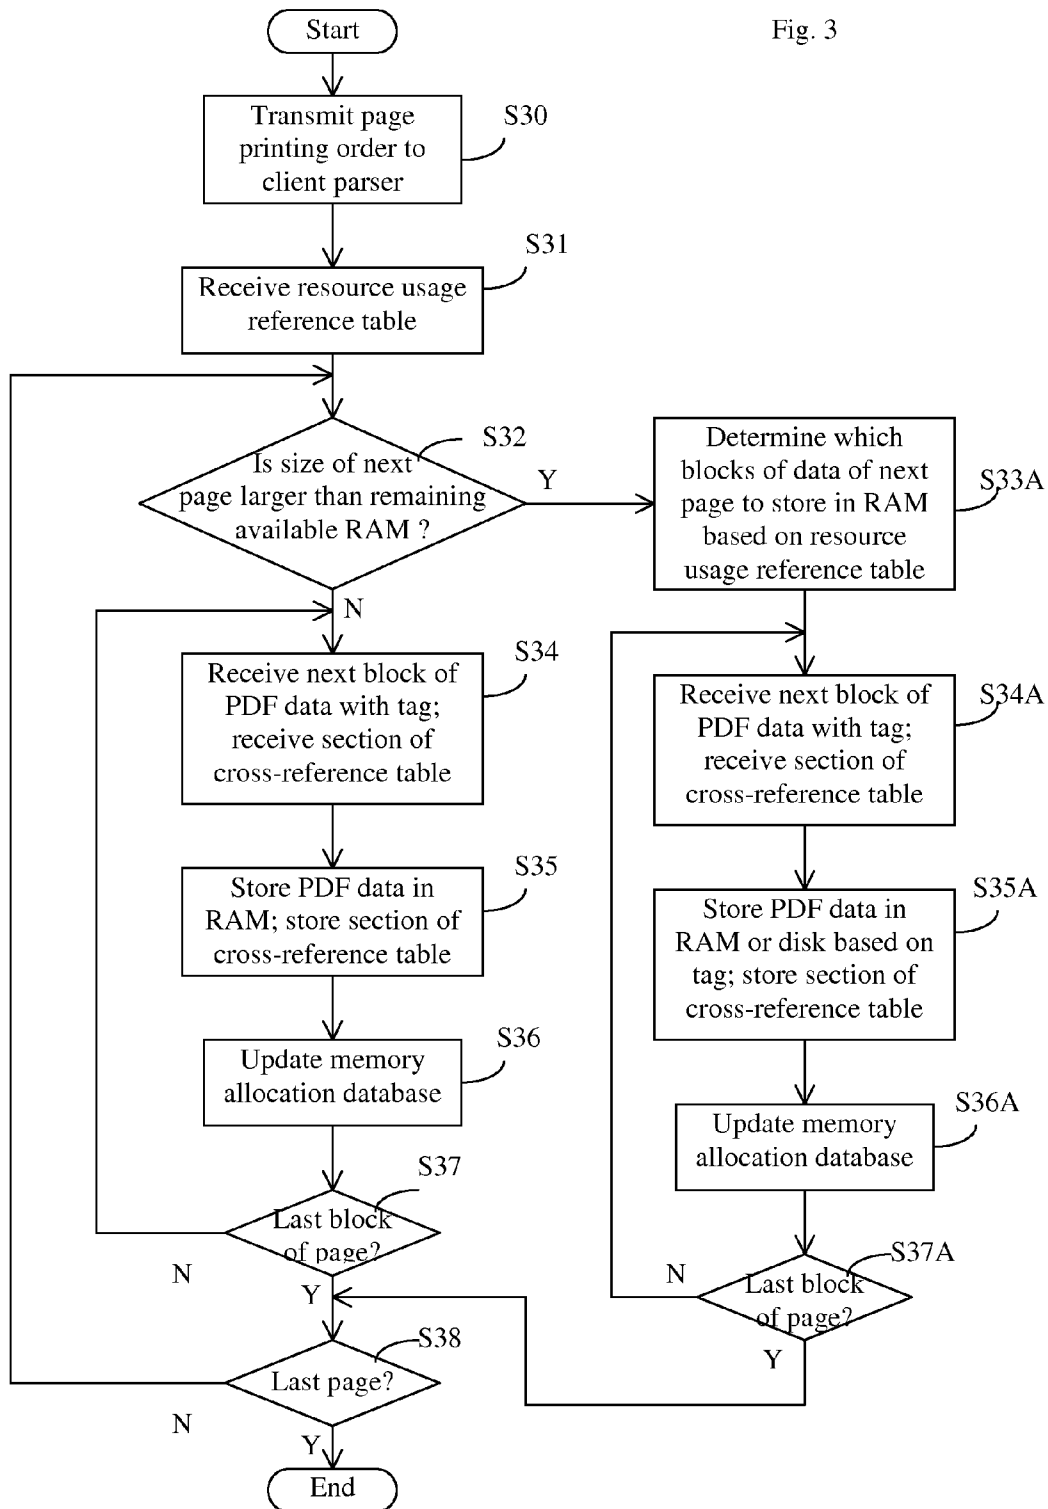 Start
Fig. 3
Transmit page
printing order to
client parser
S30
Receive resource usage
reference table
S31
Is size of next
page larger than remaining
available RAM ?
S32
Y
N
Determine which
blocks of data of next
page to store in RAM
based on resource
usage reference table
S33A
Receive next block of
PDF data with tag;
receive section of
cross-reference table
S34
Receive next block of
PDF data with tag;
receive section of
cross-reference table
S34A
Store PDF data in
RAM; store section of
cross-reference table
S35
Store PDF data in
RAM or disk based on
tag; store section of
cross-reference table
S35A
Update memory
allocation database
S36
Update memory
allocation database
S36A
Last block
of page?
S37
N
Y
Last block
of page?
S37A
N
Y
Last page?
S38
N
Y
End